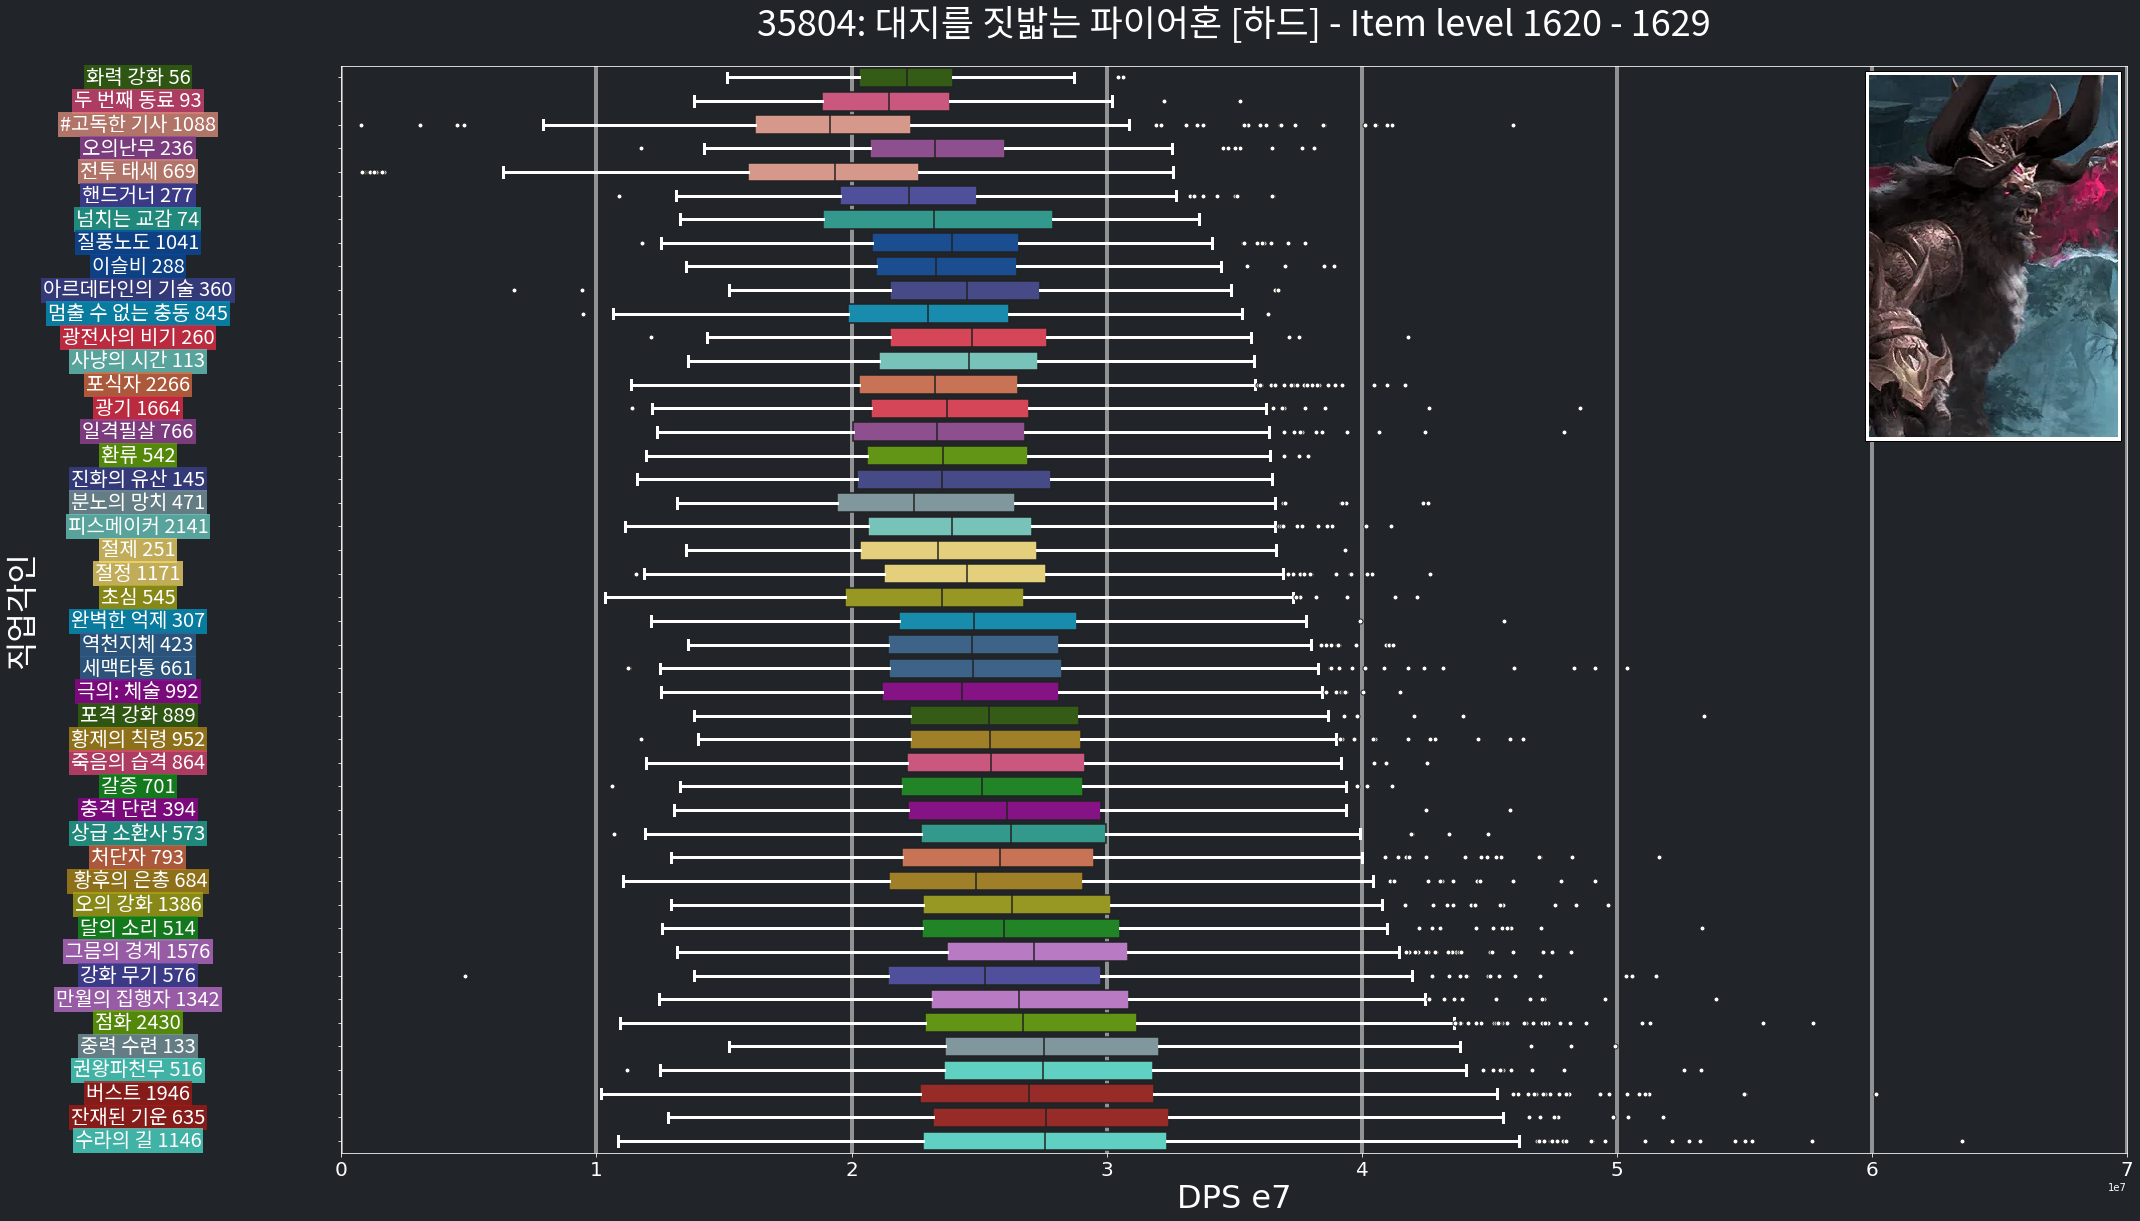 35804: 대지를 짓밟는 파이어혼 [하드] - Item level 1620 - 1629
직업각인
화력 강화 56
두 번째 동료 93
#고독한 기사 1088
오의난무 236
전투 태세 669
핸드거너 277
넘치는 교감 74
질풍노도 1041
이슬비 288
아르데타인의 기술 360
멈출 수 없는 충동 845
광전사의 비기 260
사냥의 시간 113
포식자 2266
광기 1664
일격필살 766
환류 542
진화의 유산 145
분노의 망치 471
피스메이커 2141
절제 251
절정 1171
초심 545
완벽한 억제 307
역천지체 423
세맥타통 661
극의: 체술 992
포격 강화 889
황제의 칙령 952
죽음의 습격 864
갈증 701
충격 단련 394
상급 소환사 573
처단자 793
황후의 은총 684
오의 강화 1386
달의 소리 514
그믐의 경계 1576
강화 무기 576
만월의 집행자 1342
점화 2430
중력 수련 133
권왕파천무 516
버스트 1946
잔재된 기운 635
수라의 길 1146
0 1 2 3 4 5 6 7
1e7
DPS e7